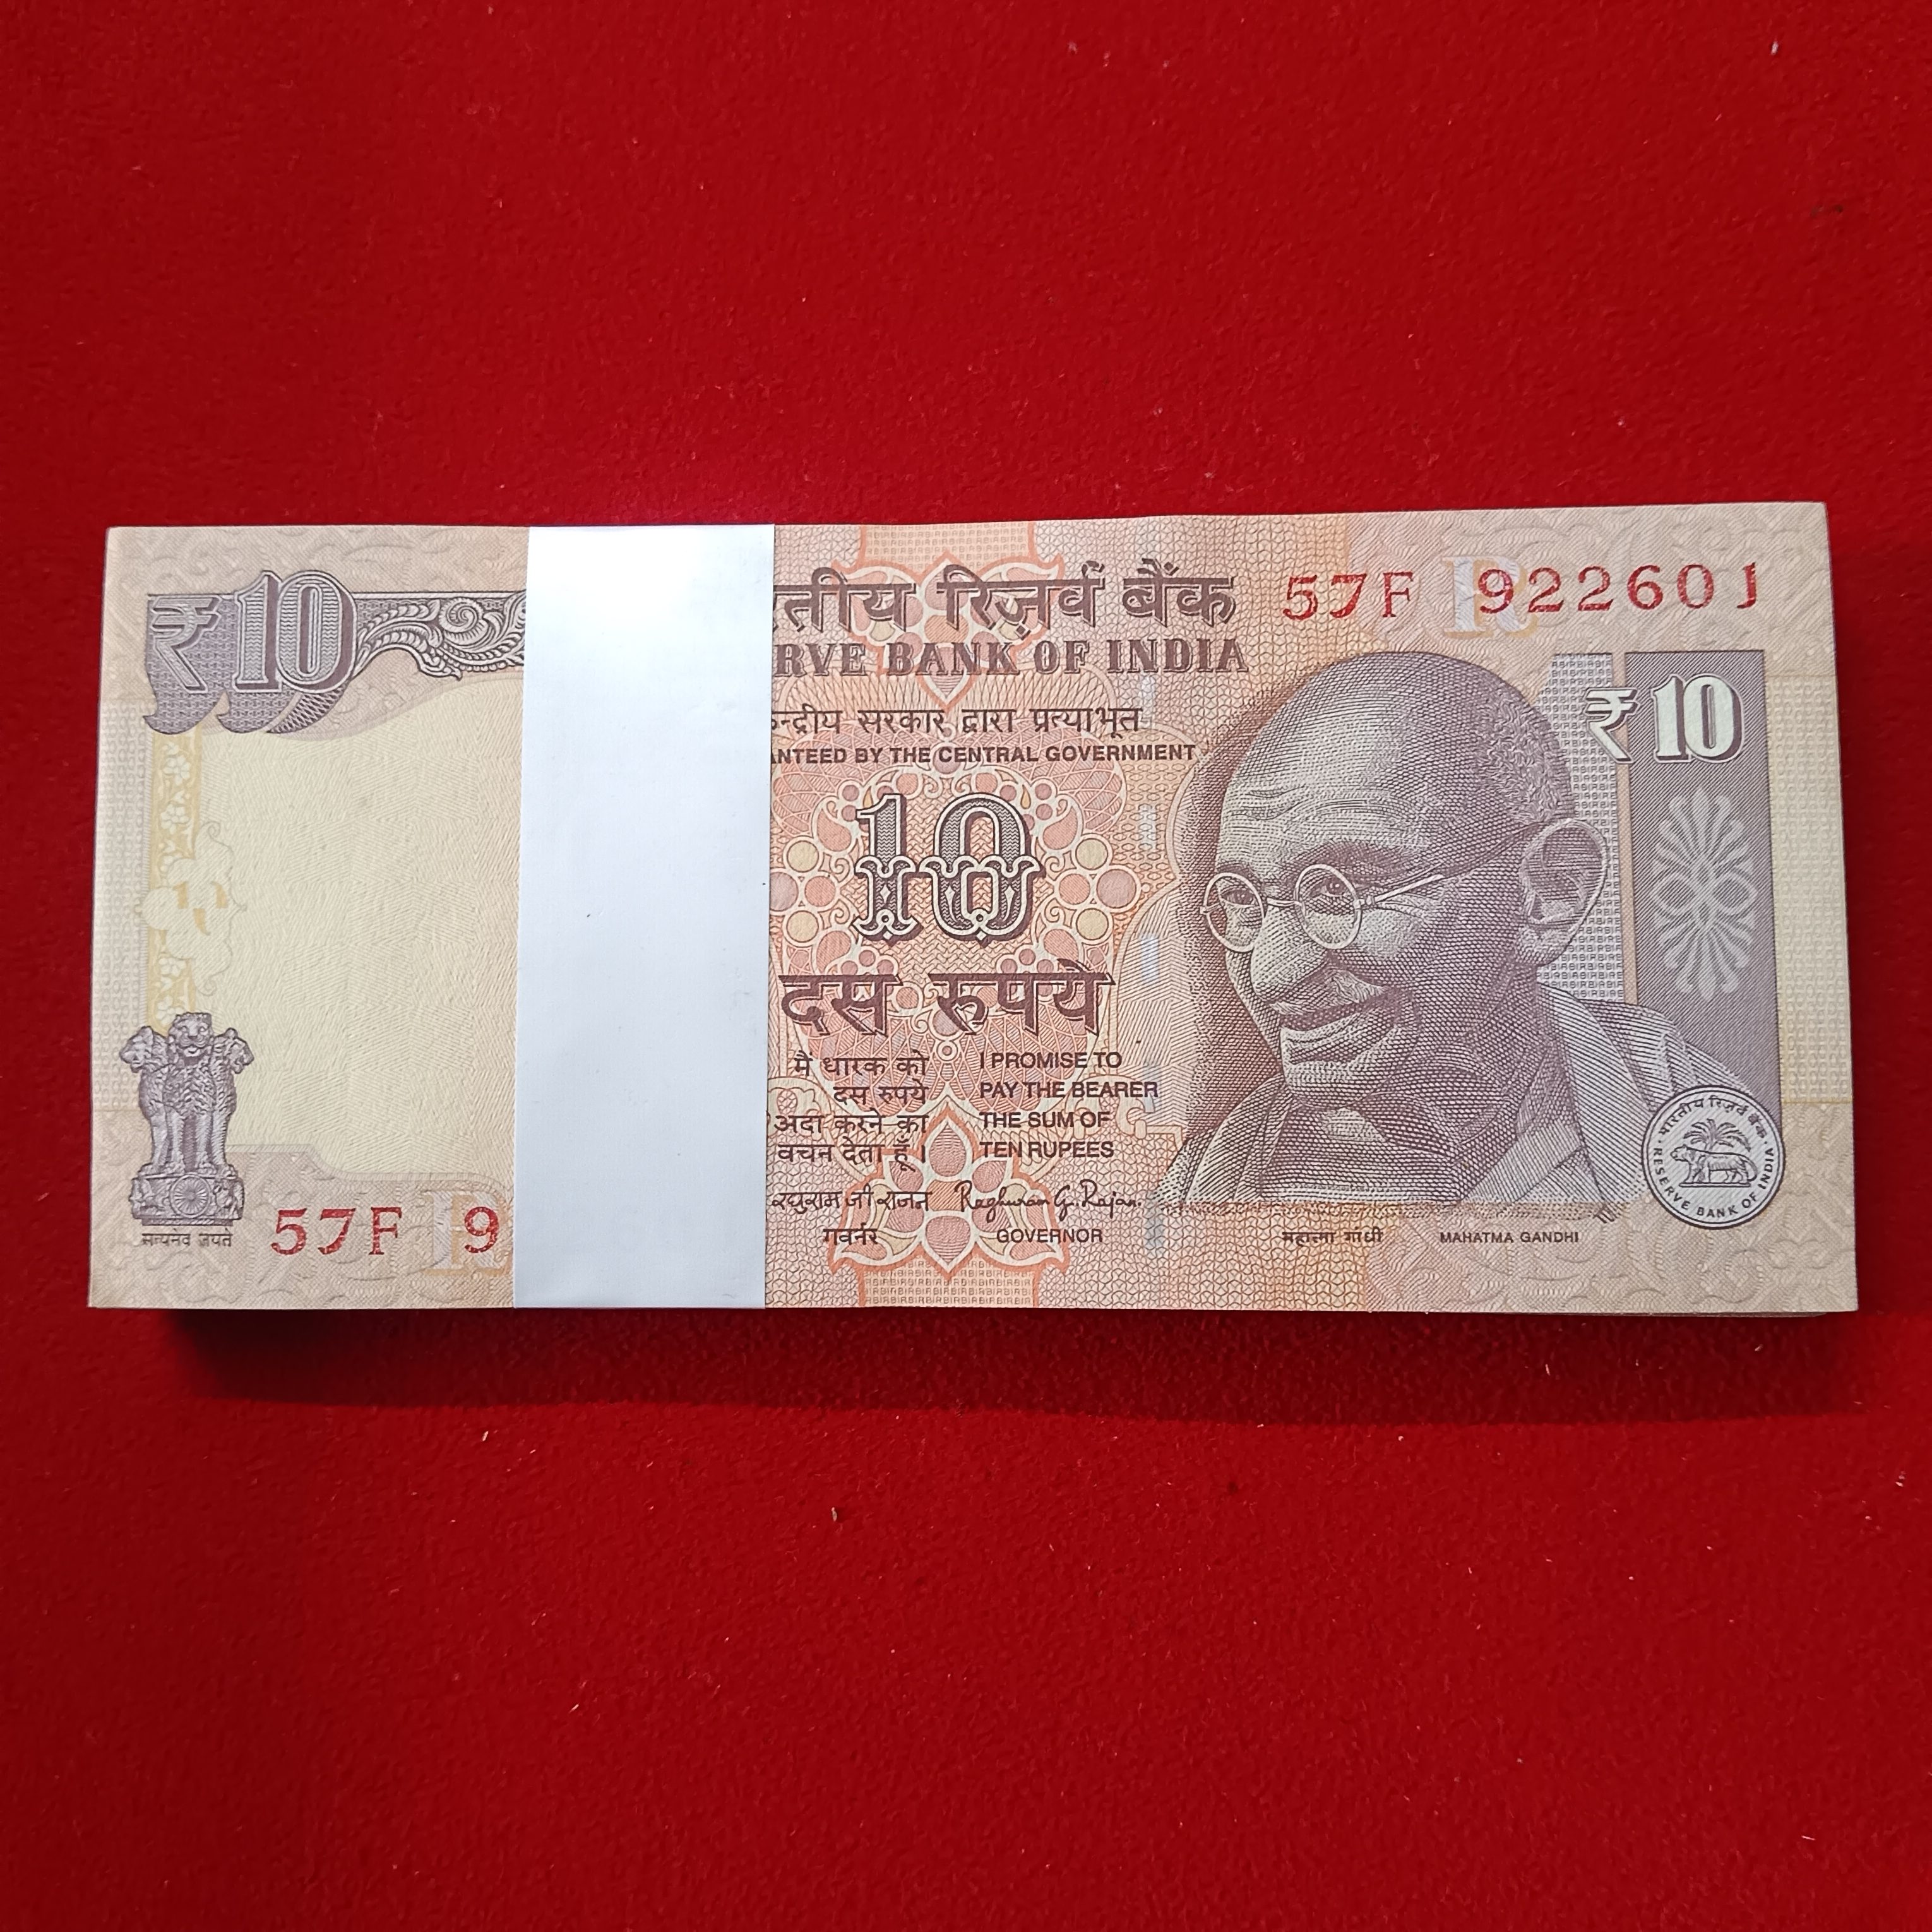 ₹10
रतीय रिज़र्व बैंक 57F 922601
RVE BANK OF INDIA
₹10
न्द्रीय सरकार द्वारा प्रत्याभूत
ANTEED BY THE CENTRAL GOVERNMENT
10
दस रुपये
मैं धारक को
दस रुपये
अदा करने का
वचन देता हूँ।
I PROMISE TO
PAY THE BEARER
THE SUM OF
TEN RUPEES
रघुराम जी राजन Raghuram G. Rajan.
गवर्नर GOVERNOR
महात्मा गांधी MAHATMA GANDHI
भारतीय रिज़र्व बैंक
RESERVE BANK OF INDIA
57F R 9
सत्यमेव जयते